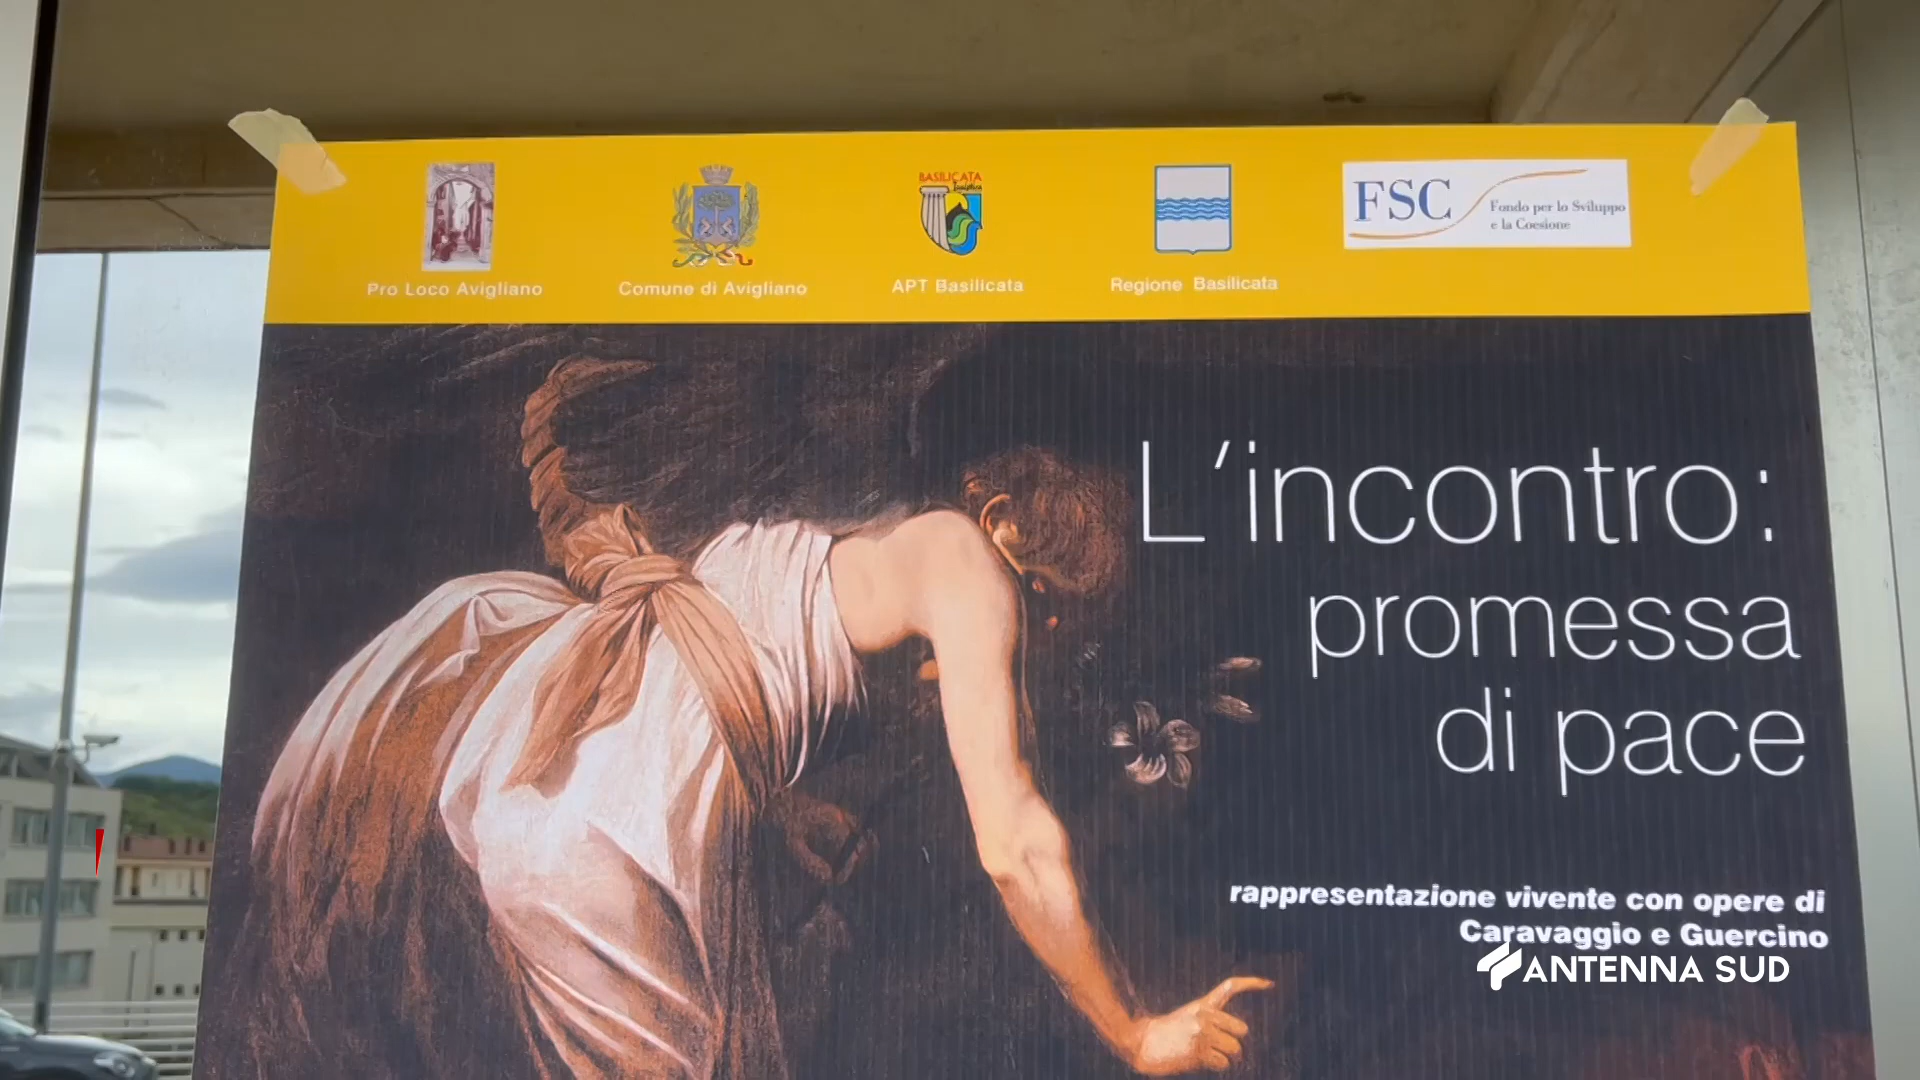 BASILICATA
Turistica
FSC
Fondo per lo Sviluppo
e la Coesione
Pro Loco Avigliano
Comune di Avigliano
APT Basilicata
Regione Basilicata
L'incontro:
promessa
di pace
rappresentazione vivente con opere di
Caravaggio e Guercino
ANTENNA SUD